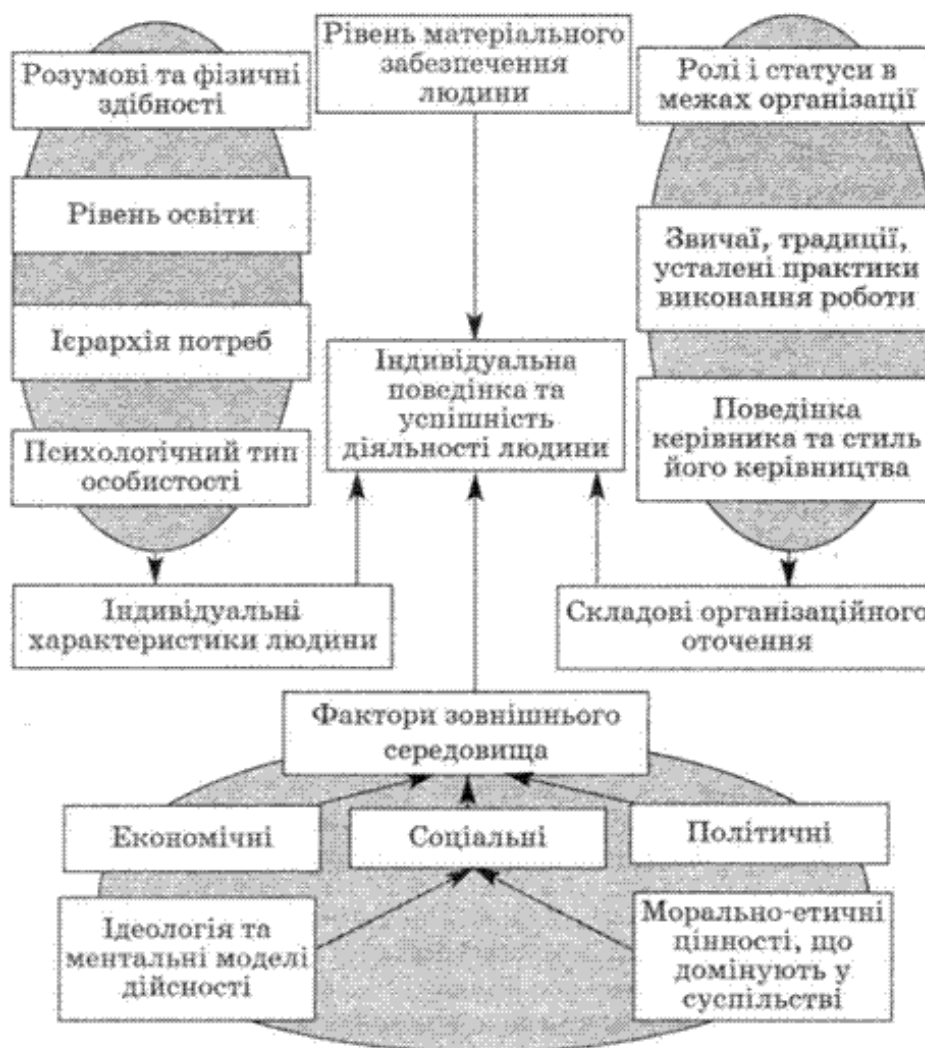 Розумові та фізичні
здібності
Рівень освіти
Ієрархія потреб
Психологічний тип
особистості
Індивідуальні
характеристики людини
Рівень матеріального
забезпечення
людини
Індивідуальна
поведінка та
успішність
діяльності людини
Ролі і статуси в
межах організації
Звичаї, традиції,
усталені практики
виконання роботи
Поведінка
керівника та стиль
його керівництва
Складові організаційного
оточення
Фактори зовнішнього
середовища
Економічні
Соціальні
Політичні
Ідеологія та
ментальні моделі
дійсності
Морально-етичні
цінності, що
домінують у
суспільстві